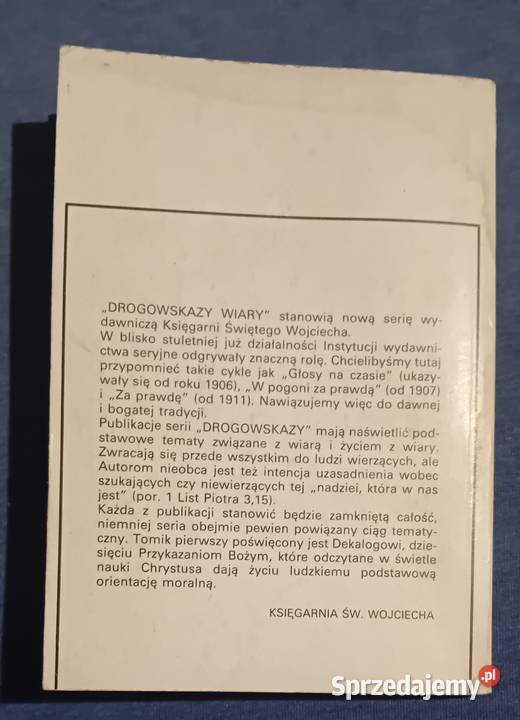 „DROGOWSKAZY WIARY” stanowią nową serię wy-
dawniczą Księgarni Świętego Wojciecha.
W blisko stuletniej już działalności Instytucji wydawni-
ctwa seryjne odgrywały znaczną rolę. Chcielibyśmy tutaj
przypomnieć takie cykle jak „Głosy na czasie” (ukazy-
wały się od roku 1906), „W pogoni za prawdą” (od 1907)
i „Za prawdę” (od 1911). Nawiązujemy więc do dawnej
i bogatej tradycji.
Publikacje serii „DROGOWSKAZY” mają naświetlić pod-
stawowe tematy związane z wiarą i życiem z wiary.
Zwracają się przede wszystkim do ludzi wierzących, ale
Autorom nieobca jest też intencja uzasadnienia wobec
szukających czy niewierzących tej „nadziei, która w nas
jest” (por. 1 List Piotra 3,15).
Każda z publikacji stanowić będzie zamkniętą całość,
niemniej seria obejmie pewien powiązany ciąg tematy-
czny. Tomik pierwszy poświęcony jest Dekalogowi, dzie-
sięciu Przykazaniom Bożym, które odczytane w świetle
nauki Chrystusa dają życiu ludzkiemu podstawową
orientację moralną.
KSIĘGARNIA ŚW. WOJCIECHA
Sprzedajemy.pl